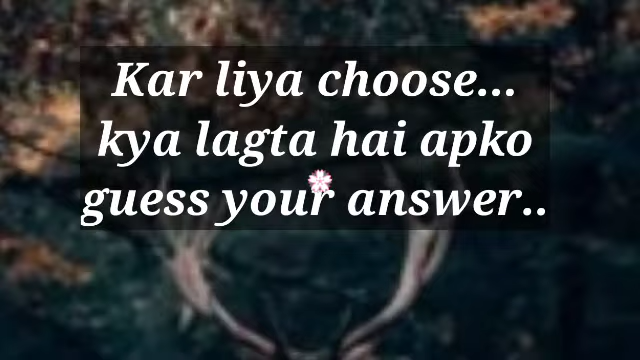 Kar liya choose...
kya lagta hai apko
guess your answer..